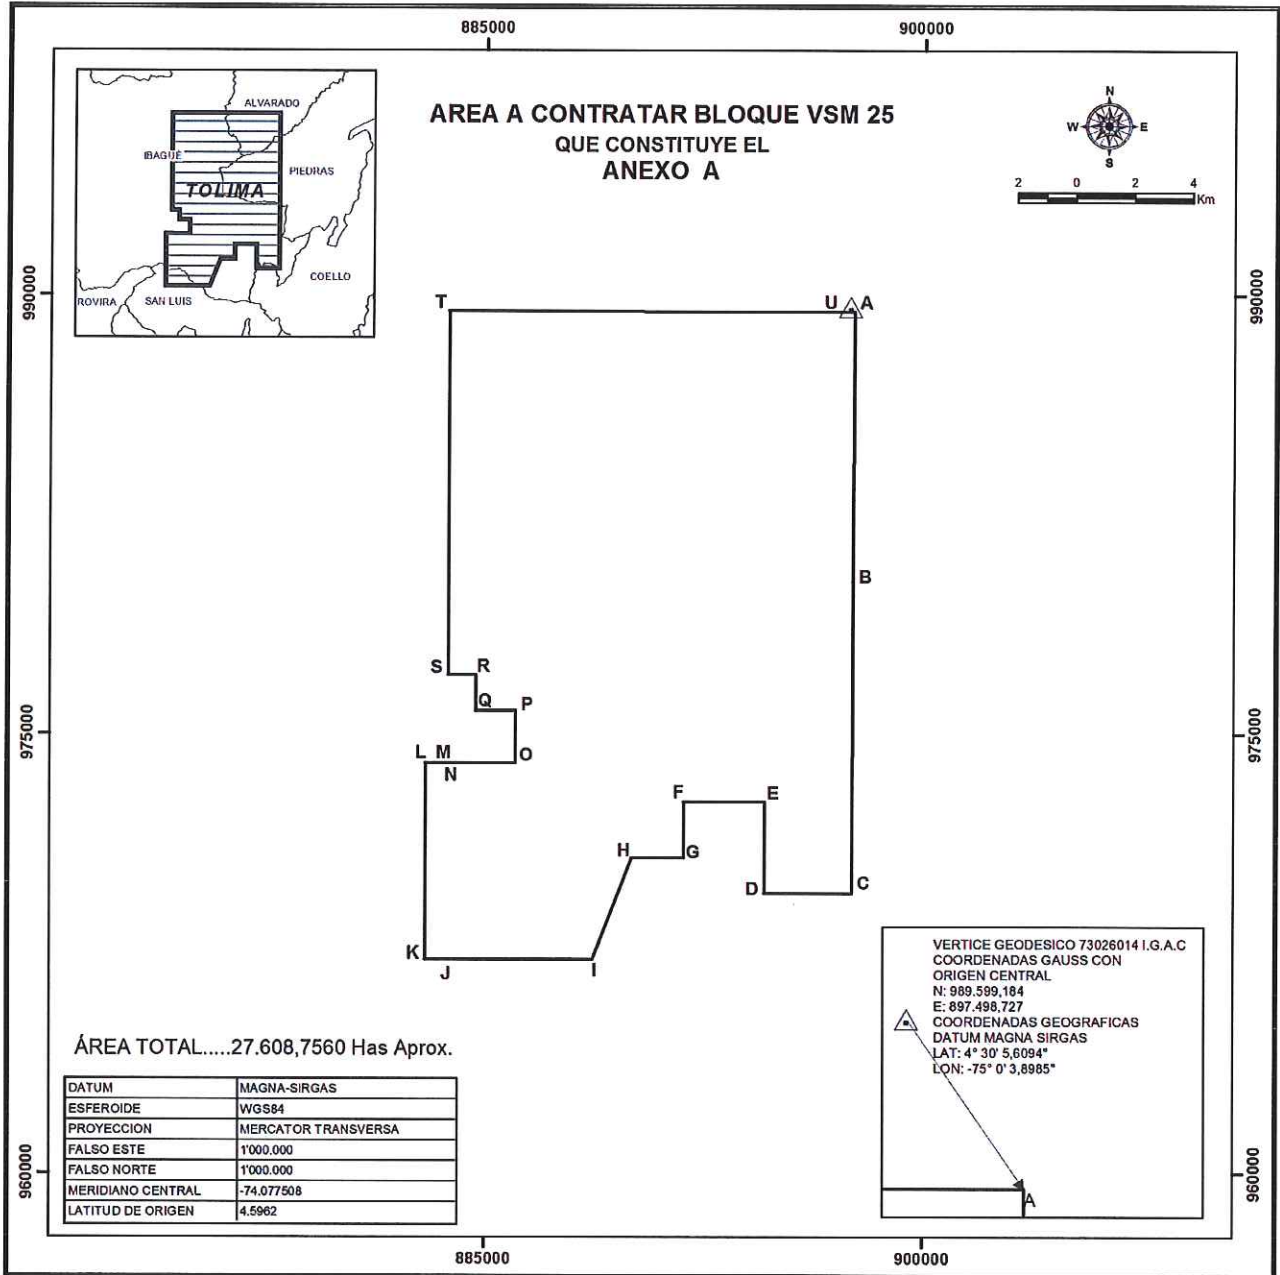 885000
900000
AREA A CONTRATAR BLOQUE VSM 25
QUE CONSTITUYE EL
ANEXO A
N
W
E
S
2 0 2 4
Km
ALVARADO
IBAGUE
PIEDRAS
TOLIMA
COELLO
ROVIRA
SAN LUIS
990000
990000
T
U
A
B
S
R
Q
P
975000
975000
L
M
O
N
F
E
H
G
D
C
K
J
I
VERTICE GEODESICO 73026014 I.G.A.C
COORDENADAS GAUSS CON
ORIGEN CENTRAL
N: 989.599,184
E: 897.498,727
COORDENADAS GEOGRAFICAS
DATUM MAGNA SIRGAS
LAT: 4° 30' 5,6094"
LON: -75° 0' 3,8985"
A
ÁREA TOTAL.....27.608,7560 Has Aprox.
DATUM MAGNA-SIRGAS
ESFEROIDE WGS84
PROYECCION MERCATOR TRANSVERSA
FALSO ESTE 1'000.000
FALSO NORTE 1'000.000
MERIDIANO CENTRAL -74.077508
LATITUD DE ORIGEN 4.5962
960000
960000
885000
900000